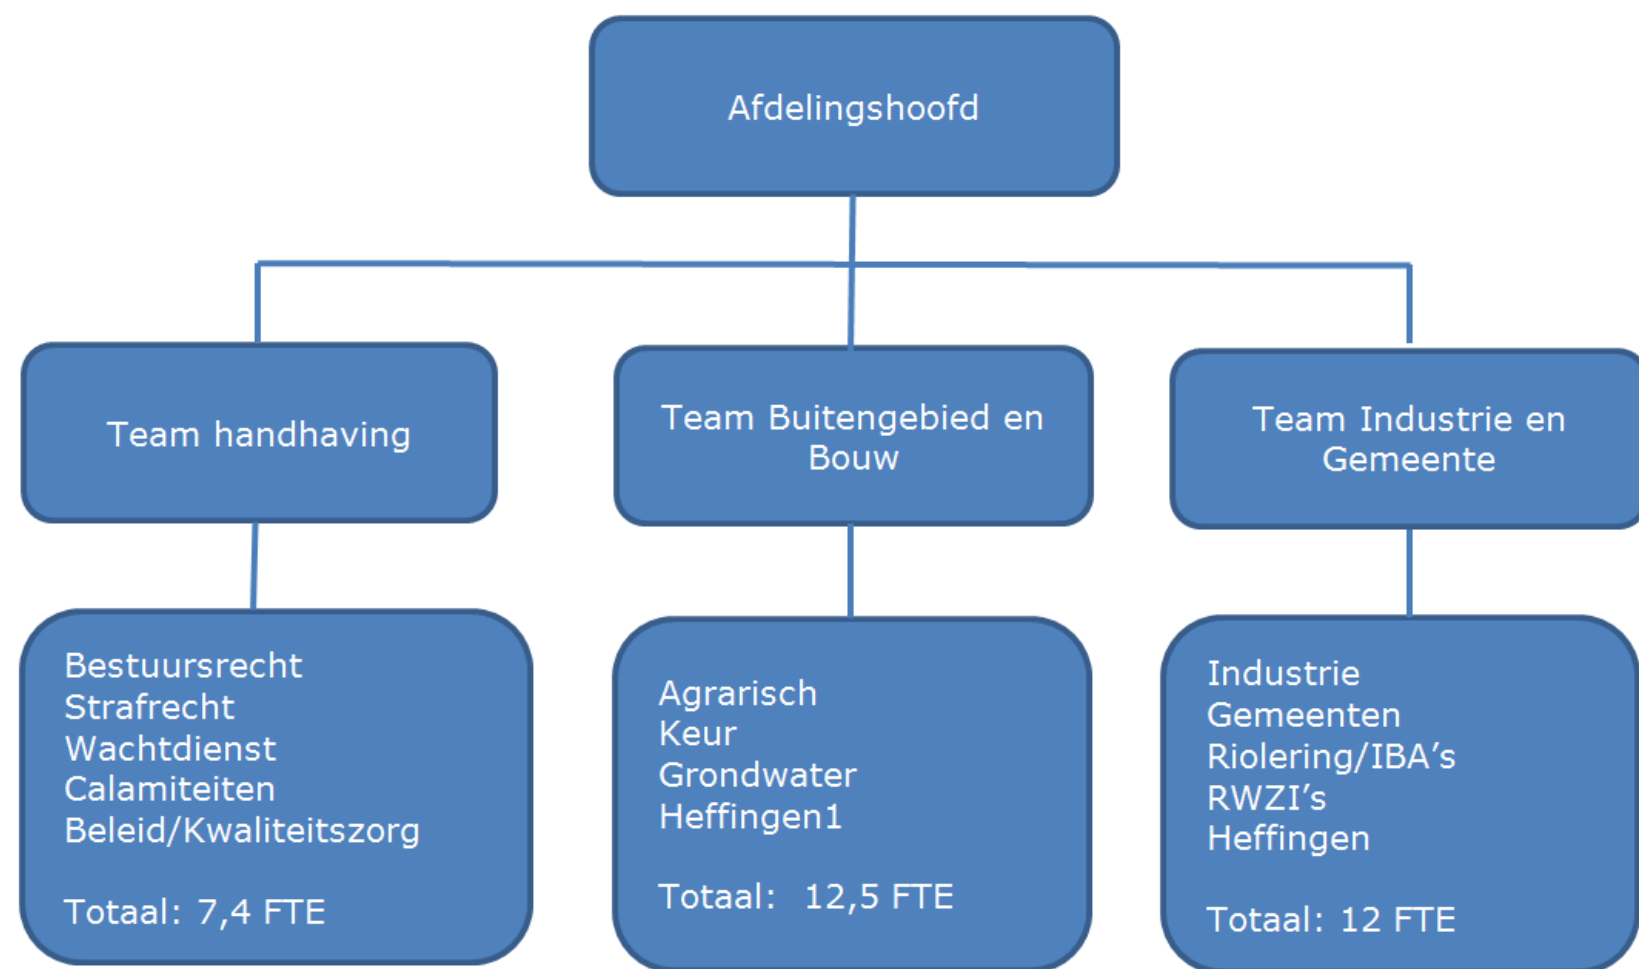 Afdelingshoofd
Team handhaving
Team Buitengebied en
Bouw
Team Industrie en
Gemeente
Bestuursrecht
Strafrecht
Wachtdienst
Calamiteiten
Beleid/Kwaliteitszorg
Totaal: 7,4 FTE
Agrarisch
Keur
Grondwater
Heffingen1
Totaal:  12,5 FTE
Industrie
Gemeenten
Riolering/IBA’s
RWZI’s
Heffingen
Totaal: 12 FTE